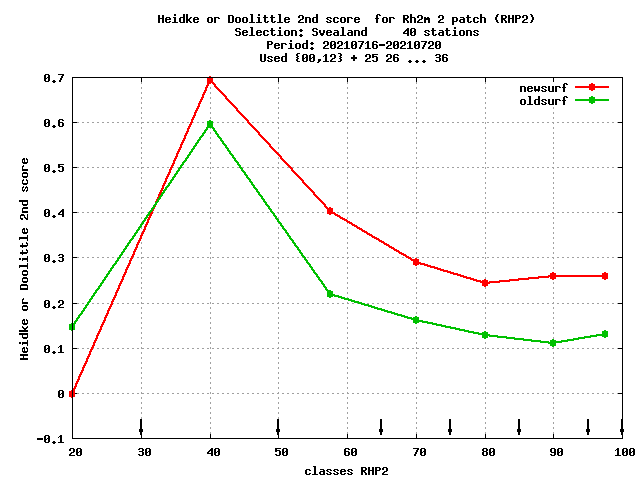 Heidke or Doolittle 2nd score  for Rh2m 2 patch (RHP2)
Selection: Svealand     40 stations
Period: 20210716-20210720
Used {00,12} + 25 26 ... 36
newsurf
oldsurf
Heidke or Doolittle 2nd score
0.7
0.6
0.5
0.4
0.3
0.2
0.1
0
-0.1
20 30 40 50 60 70 80 90 100
classes RHP2